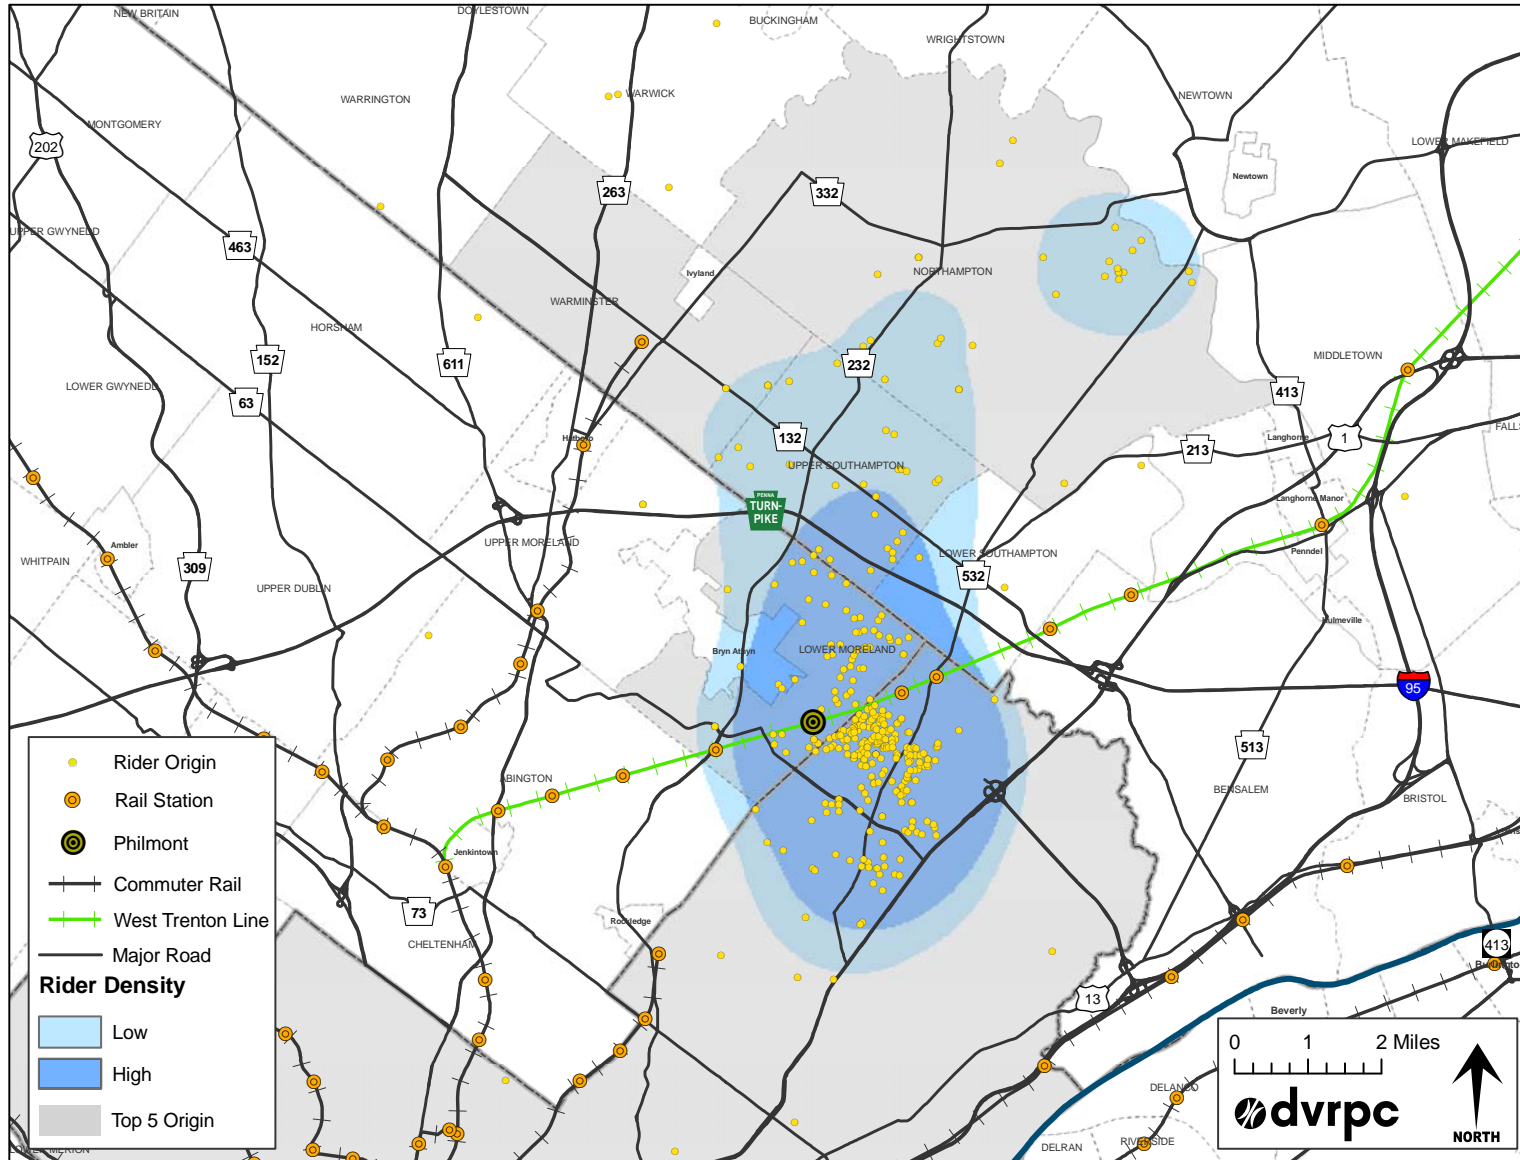 NEW BRITAIN
DOYLESTOWN
BUCKINGHAM
WRIGHTSTOWN
WARRINGTON
WARWICK
NEWTOWN
MONTGOMERY
LOWER MAKEFIELD
202
263
332
Newtown
UPPER GWYNEDD
463
Ivyland
NORTHAMPTON
WARMINSTER
HORSHAM
152
611
232
MIDDLETOWN
LOWER GWYNEDD
63
413
132
Hatboro
Langhorne
1
213
UPPER SOUTHAMPTON
PENNA
TURN-
PIKE
Langhorne Manor
Ambler
UPPER MORELAND
WHITPAIN
LOWER SOUTHAMPTON
Penndel
309
UPPER DUBLIN
532
Hulmeville
Bryn Athyn
LOWER MORELAND
95
513
ABINGTON
BENSALEM
BRISTOL
Jenkintown
73
Rockledge
CHELTENHAM
413
13
Beverly
DELANCO
DELRAN
RIVERSIDE
LOWER MERION
Rider Origin
Rail Station
Philmont
Commuter Rail
West Trenton Line
Major Road
Rider Density
Low
High
Top 5 Origin
0 1 2 Miles
dvrpc
NORTH